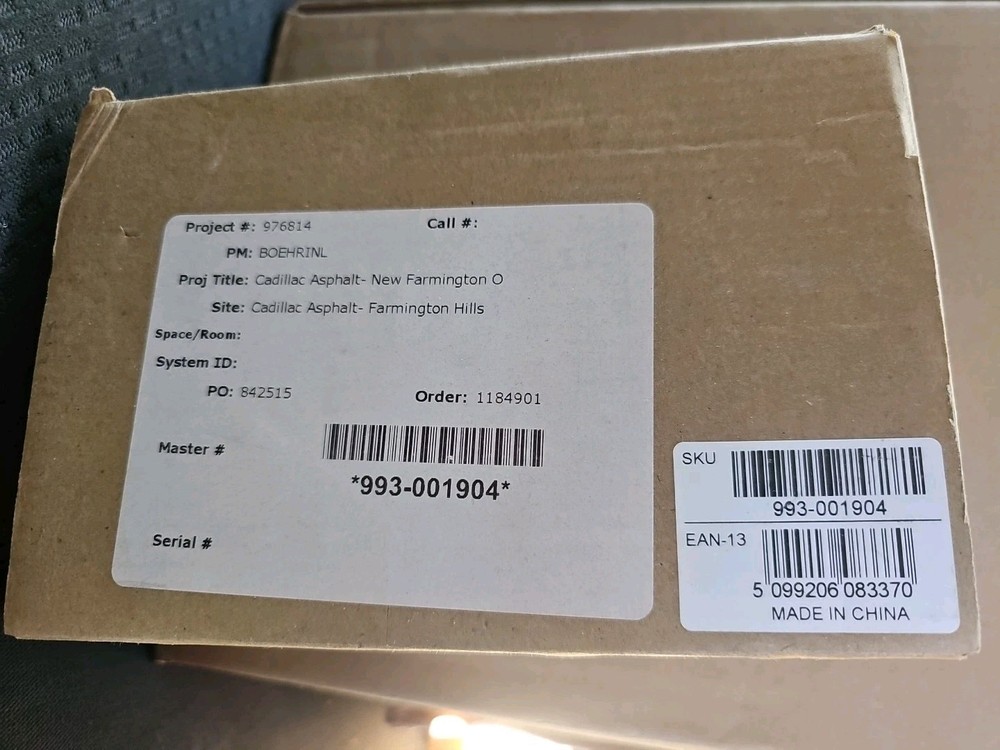 Project #: 976814 Call #:
PM: BOEHRINL
Proj Title: Cadillac Asphalt- New Farmington O
Site: Cadillac Asphalt- Farmington Hills
Space/Room:
System ID:
PO: 842515 Order: 1184901
Master #
*993-001904*
Serial #
SKU
993-001904
EAN-13
5 099206 083370
MADE IN CHINA